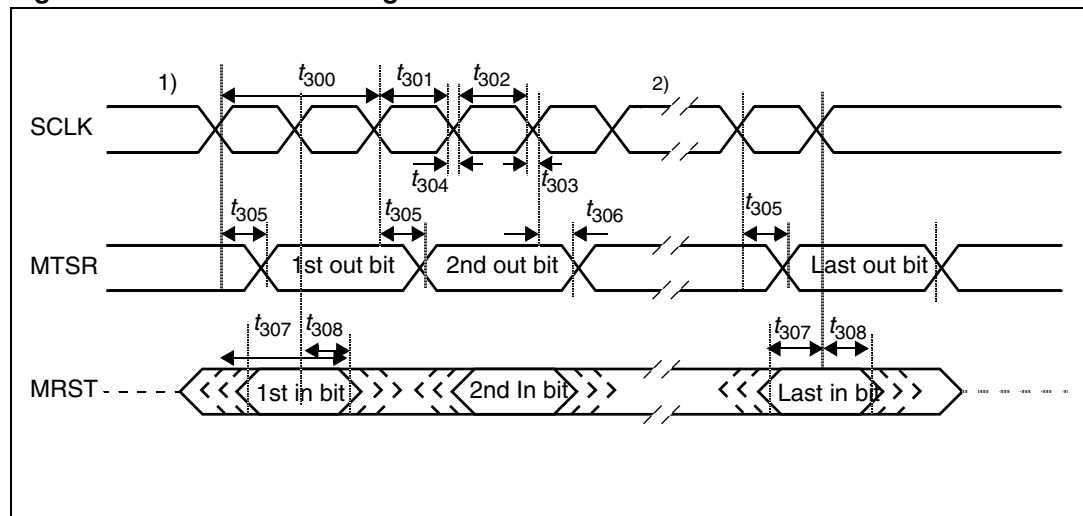 1)
t300
t301
t302
2)
SCLK
t304
t303
t305
t305
t306
t305
MTSR
1st out bit
2nd out bit
Last out bit
t307
t308
t307
t308
MRST
1st in bit
2nd In bit
Last in bit